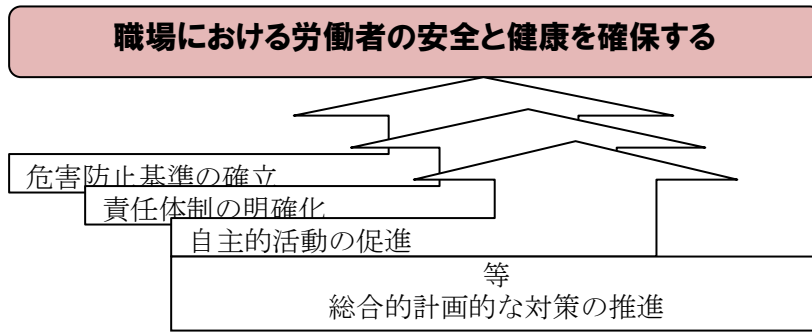 職場における労働者の安全と健康を確保する
危害防止基準の確立
責任体制の明確化
自主的活動の促進
等
総合的計画的な対策の推進